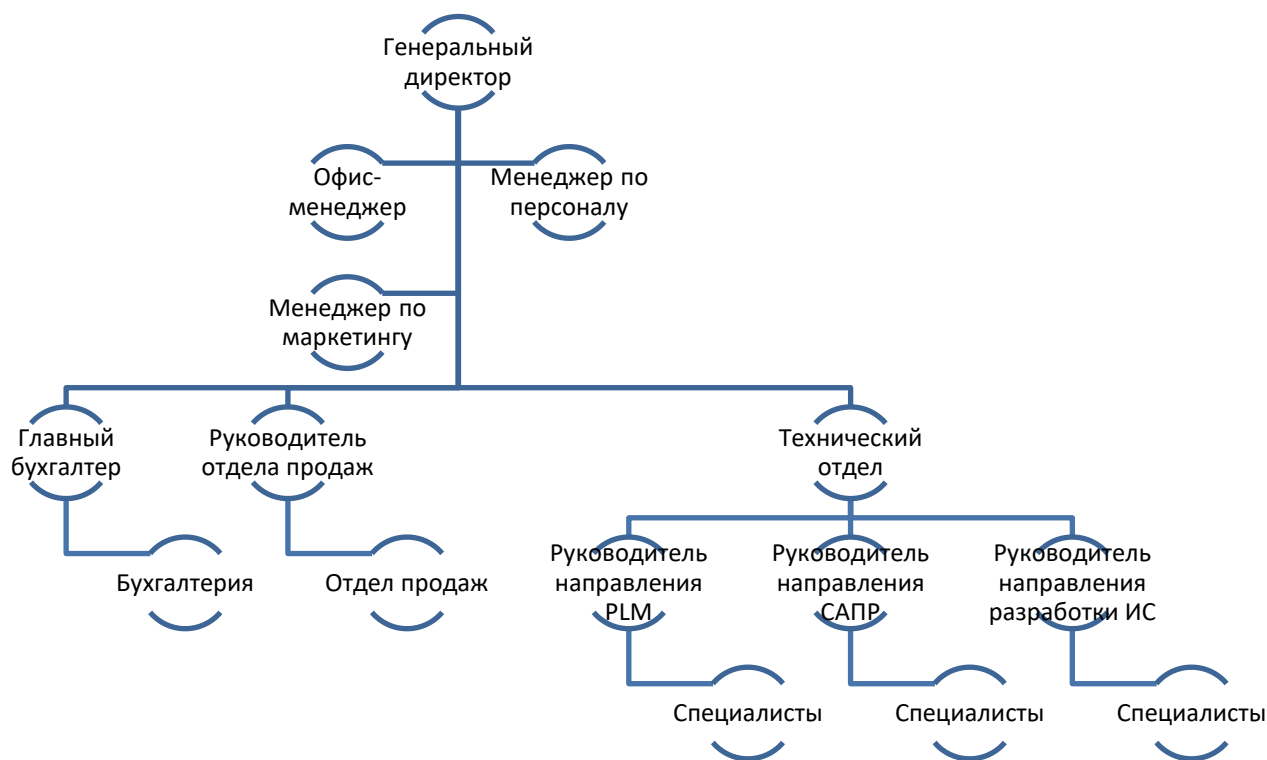 Генеральный
директор
Офис-
менеджер
Менеджер по
персоналу
Менеджер по
маркетингу
Главный
бухгалтер
Руководитель
отдела продаж
Технический
отдел
Бухгалтерия
Отдел продаж
Руководитель
направления
PLM
Руководитель
направления
САПР
Руководитель
направления
разработки ИС
Специалисты
Специалисты
Специалисты